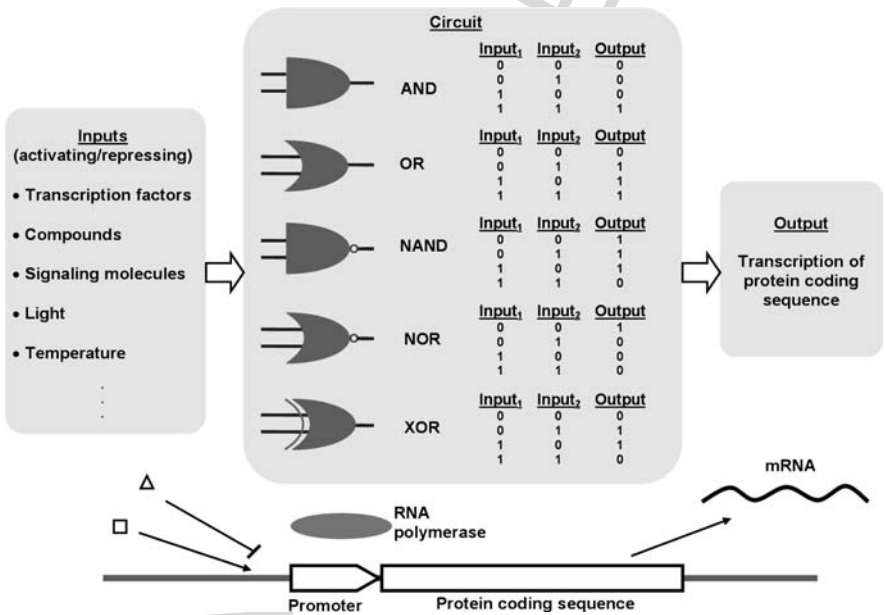 Circuit
Input1 Input2 Output
0 0 0
0 1 0
1 0 0
1 1 1
AND
Input1 Input2 Output
0 0 0
0 1 1
1 0 1
1 1 1
OR
Input1 Input2 Output
0 0 1
0 1 1
1 0 1
1 1 0
NAND
Input1 Input2 Output
0 0 1
0 1 0
1 0 0
1 1 0
NOR
Input1 Input2 Output
0 0 0
0 1 1
1 0 1
1 1 0
XOR
Inputs
(activating/repressing)
• Transcription factors
• Compounds
• Signaling molecules
• Light
• Temperature
.
.
.
Output
Transcription of
protein coding
sequence
mRNA
RNA
polymerase
Promoter
Protein coding sequence